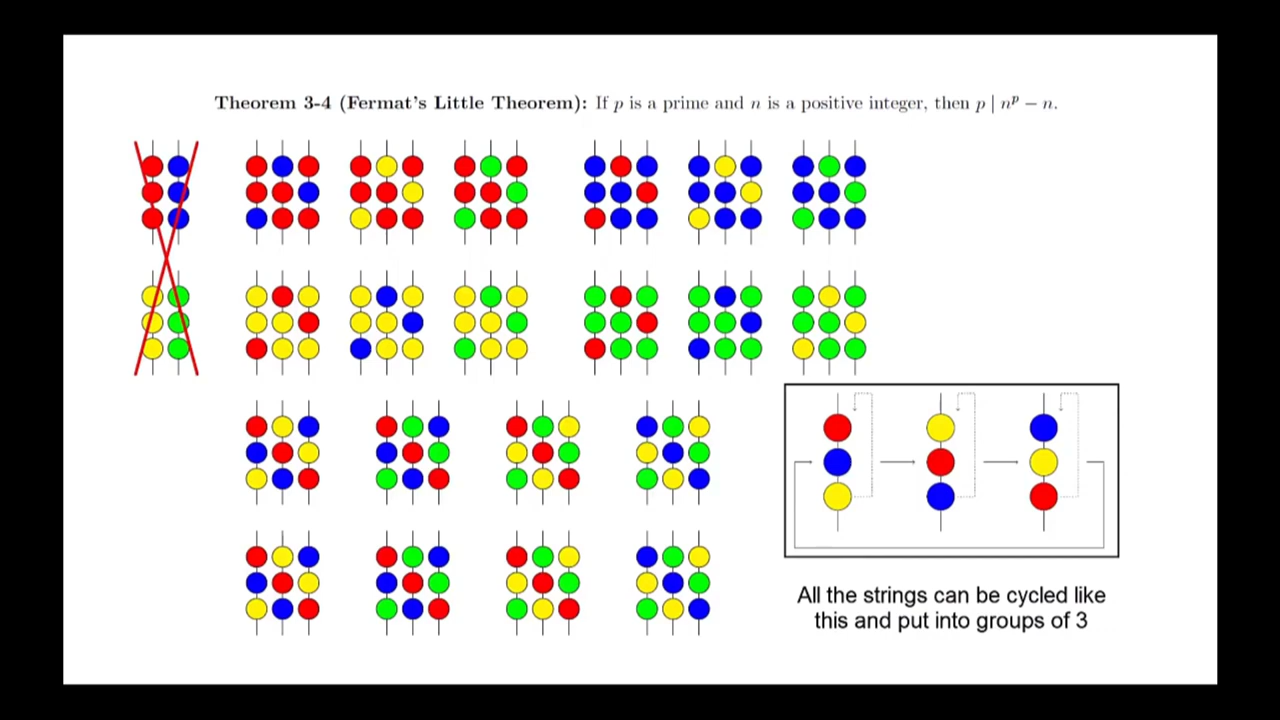 Theorem 3-4 (Fermat's Little Theorem): If p is a prime and n is a positive integer, then p | nᵖ − n.
All the strings can be cycled like
this and put into groups of 3